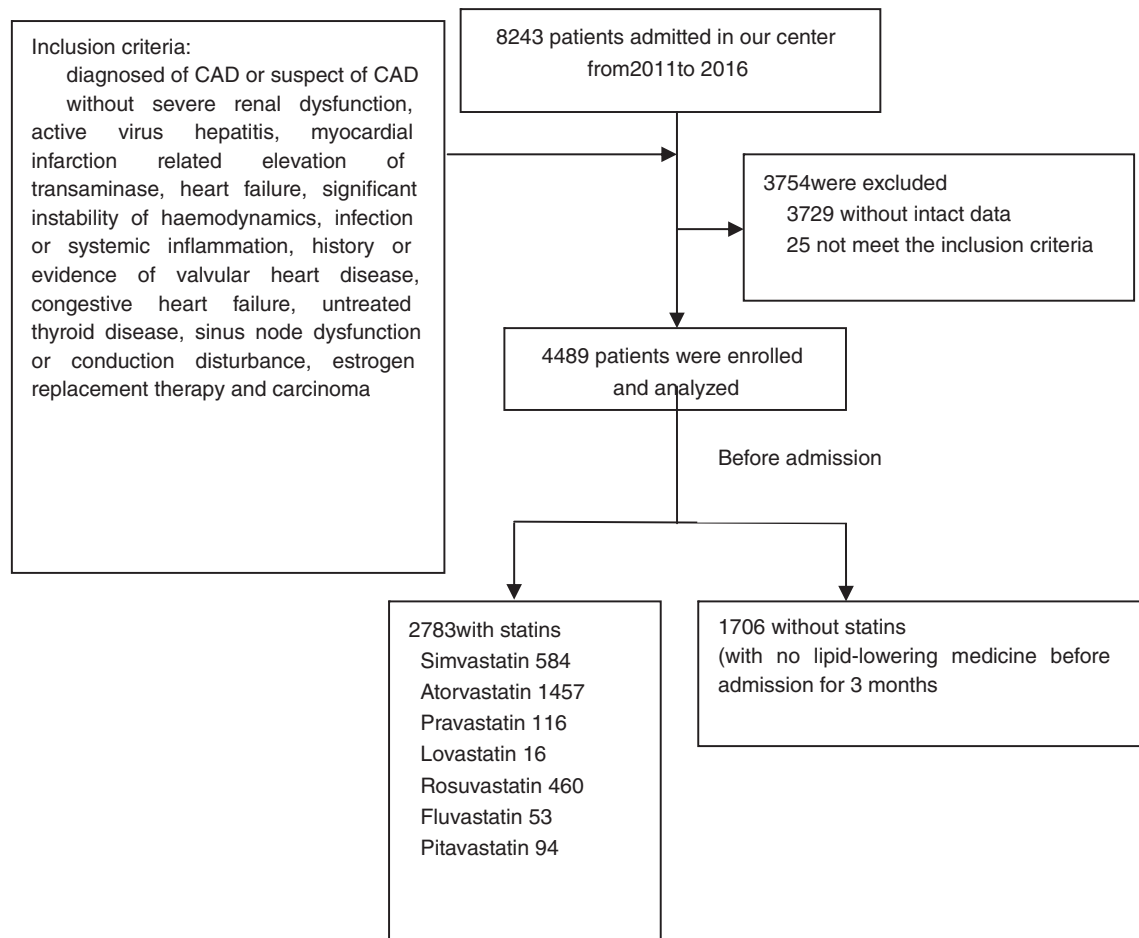 8243 patients admitted in our center
from2011to 2016
Inclusion criteria:
diagnosed of CAD or suspect of CAD
without severe renal dysfunction,
active virus hepatitis, myocardial
infarction related elevation of
transaminase, heart failure, significant
instability of haemodynamics, infection
or systemic inflammation, history or
evidence of valvular heart disease,
congestive heart failure, untreated
thyroid disease, sinus node dysfunction
or conduction disturbance, estrogen
replacement therapy and carcinoma
3754were excluded
3729 without intact data
25 not meet the inclusion criteria
4489 patients were enrolled
and analyzed
Before admission
2783with statins
Simvastatin 584
Atorvastatin 1457
Pravastatin 116
Lovastatin 16
Rosuvastatin 460
Fluvastatin 53
Pitavastatin 94
1706 without statins
(with no lipid-lowering medicine before
admission for 3 months